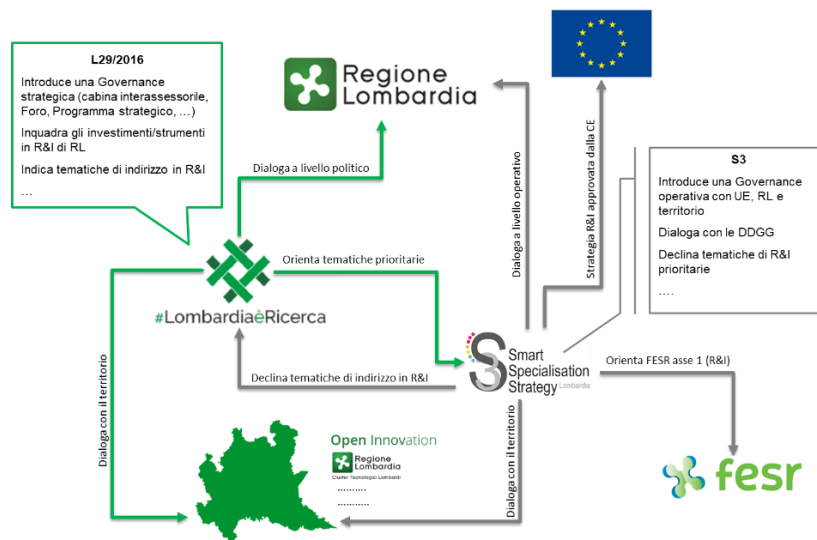 L29/2016
Introduce una Governance
strategica (cabina interassessorile,
Foro, Programma strategico, …)
Inquadra gli investimenti/strumenti
in R&I di RL
Indica tematiche di indirizzo in R&I
…
Regione
Lombardia
Dialoga a livello politico
Dialoga a livello operativo
Strategia R&I approvata dalla CE
S3
Introduce una Governance
operativa con UE, RL e
territorio
Dialoga con le DDGG
Declina tematiche di R&I
prioritarie
….
Orienta tematiche prioritarie
#LombardiaèRicerca
S3
Smart
Specialisation
Strategy Lombardia
Declina tematiche di indirizzo in R&I
Orienta FESR asse 1 (R&I)
Dialoga con il territorio
Dialoga con il territorio
Open Innovation
Regione
Lombardia
Cluster Tecnologici Lombardi
..........
...........
fesr